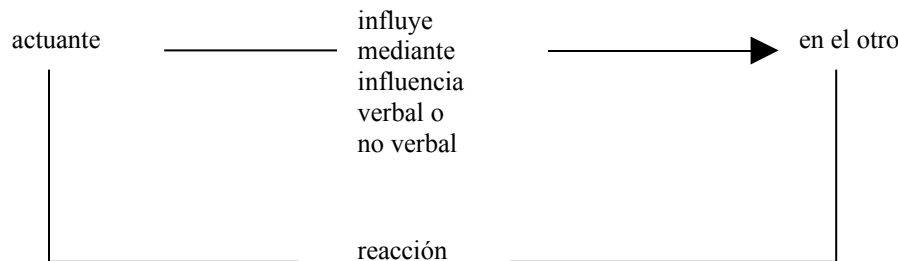 actuante
influye
mediante
influencia
verbal o
no verbal
en el otro
reacción